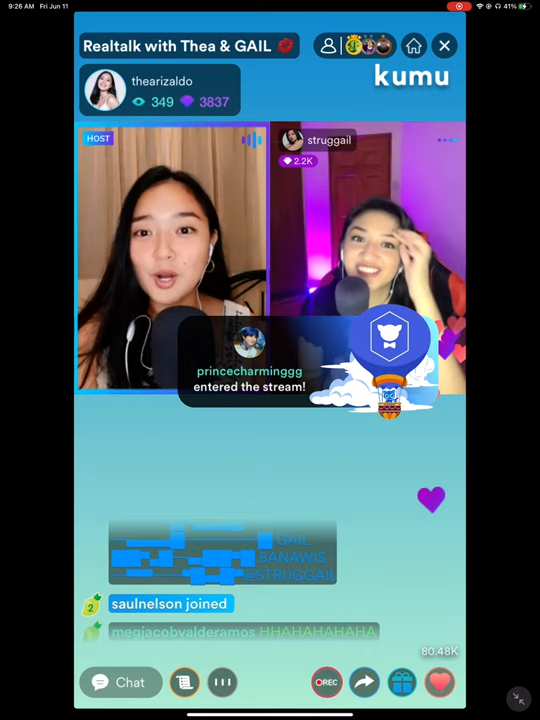 9:26 AM Fri Jun 11
41%
Realtalk with Thea & GAIL 💋
kumu
thearizaldo
349 3837
HOST
struggail
2.2K
princecharminggg
entered the stream!
GAIL
BANAWIS
@STRUGGAIL
2
saulnelson joined
megjacobvalderamos HHAHAHAHAHA
80.48K
Chat
REC